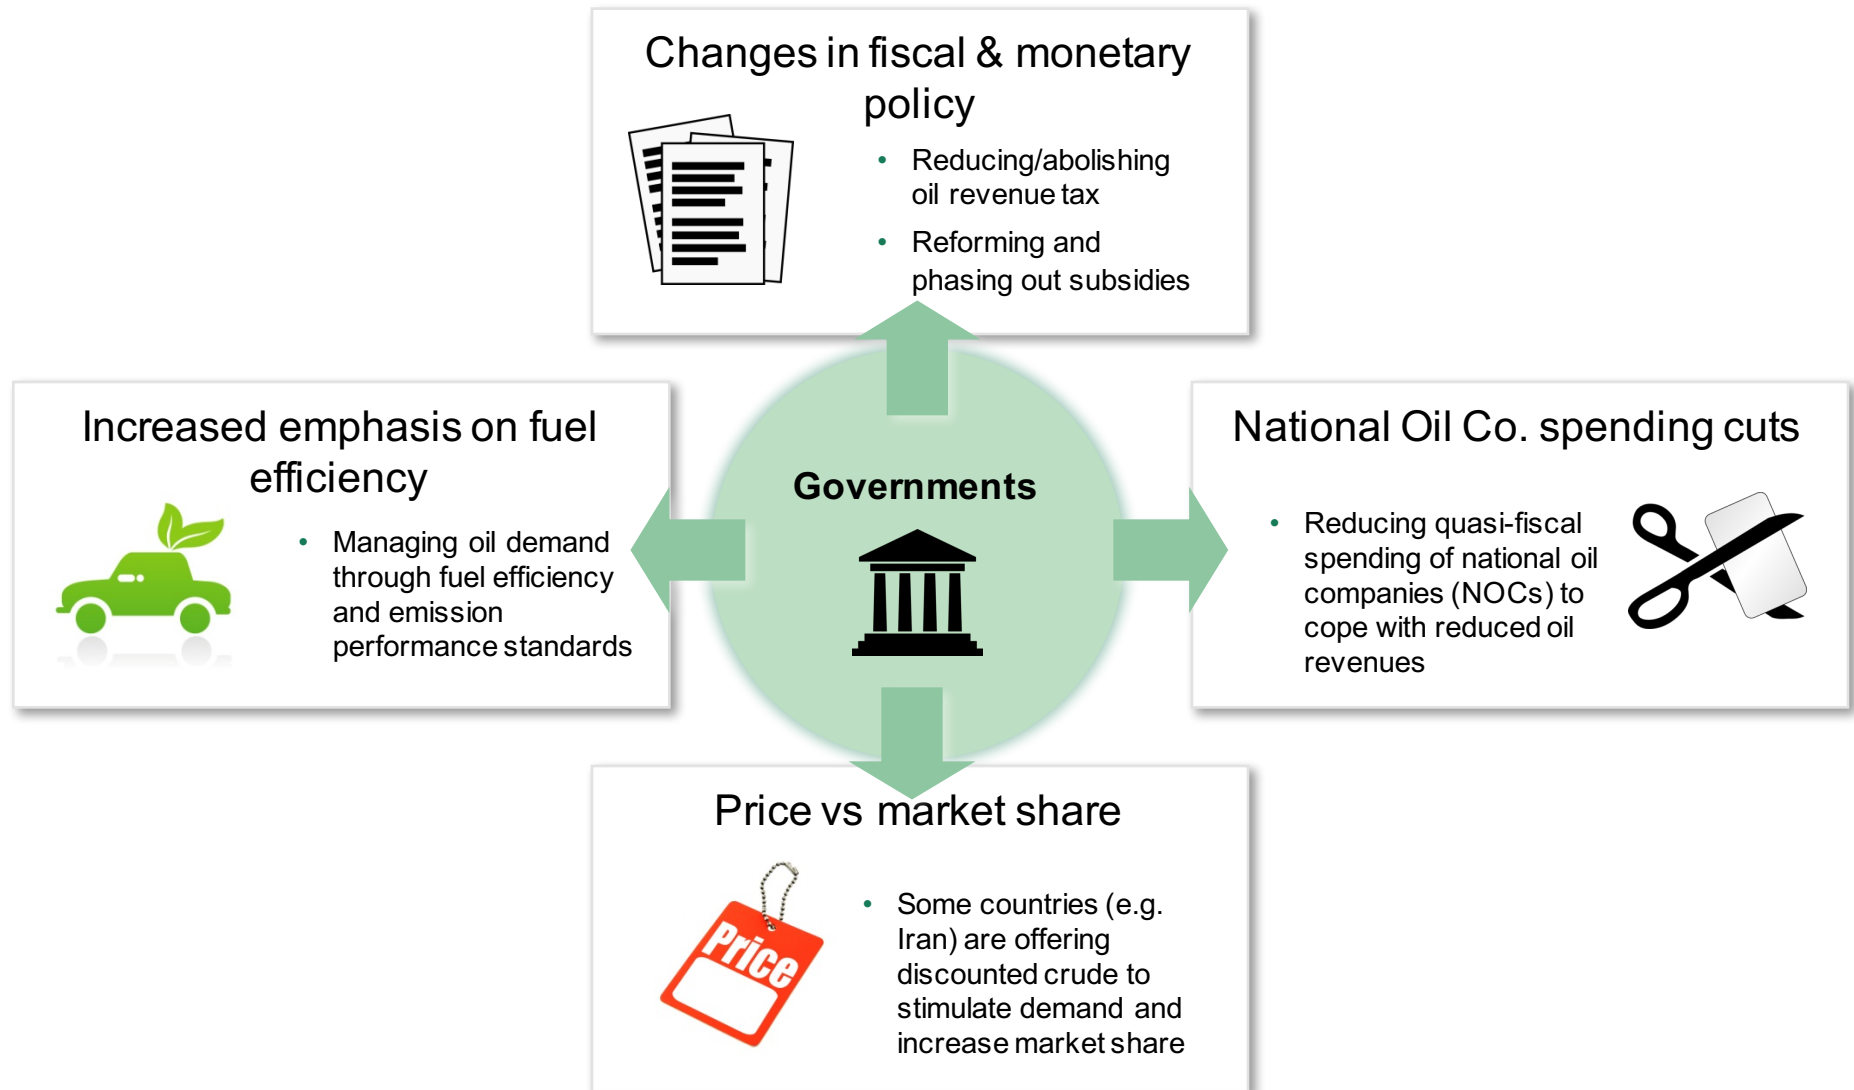 Changes in fiscal & monetary
policy
• Reducing/abolishing
oil revenue tax
• Reforming and
phasing out subsidies
Increased emphasis on fuel
efficiency
• Managing oil demand
through fuel efficiency
and emission
performance standards
Governments
National Oil Co. spending cuts
• Reducing quasi-fiscal
spending of national oil
companies (NOCs) to
cope with reduced oil
revenues
Price vs market share
Price
• Some countries (e.g.
Iran) are offering
discounted crude to
stimulate demand and
increase market share